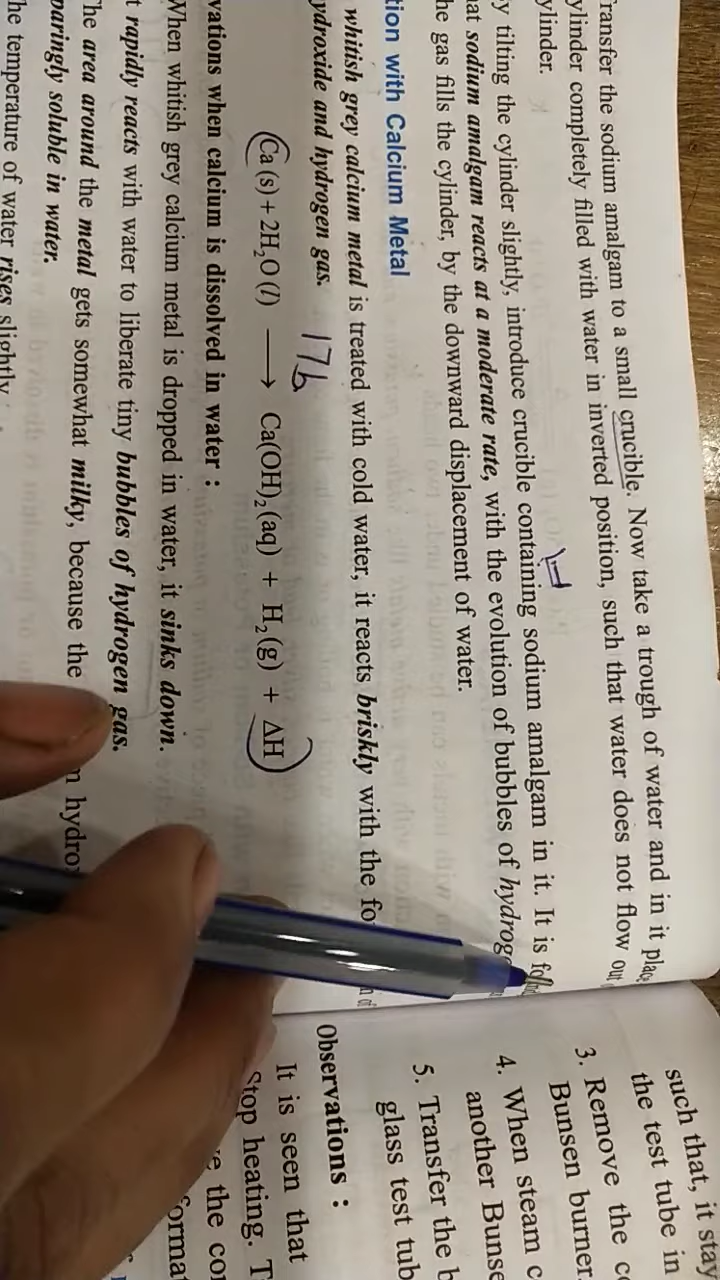 Transfer the sodium amalgam to a small crucible. Now take a trough of water and in it place
ylinder completely filled with water in inverted position, such that water does not flow out
ylinder.
y tilting the cylinder slightly, introduce crucible containing sodium amalgam in it. It is
at sodium amalgam reacts at a moderate rate, with the evolution of bubbles of hydrog
he gas fills the cylinder, by the downward displacement of water.
tion with Calcium Metal
whitish grey calcium metal is treated with cold water, it reacts briskly with the fo
ydroxide and hydrogen gas.
17b
Ca (s) + 2H₂O (l) ⟶ Ca(OH)₂ (aq) + H₂ (g) + ΔH
vations when calcium is dissolved in water :
When whitish grey calcium metal is dropped in water, it sinks down.
t rapidly reacts with water to liberate tiny bubbles of hydrogen gas.
he area around the metal gets somewhat milky, because the hydro
paringly soluble in water.
he temperature of water rises slightly
such that, it stay
the test tube in
3. Remove the c
Bunsen burner.
4. When steam c
another Bunse
5. Transfer the b
glass test tub
Observations :
It is seen that
Stop heating. T
the co
format